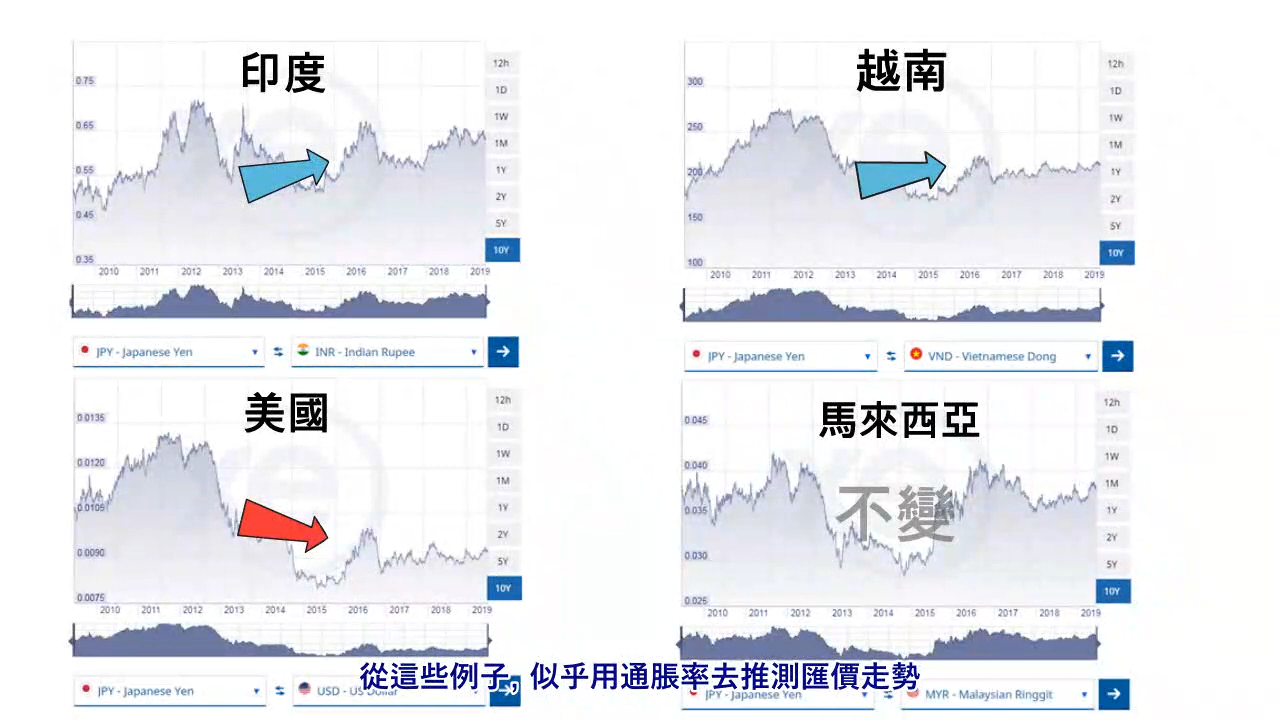 印度
0.75
0.65
0.55
0.45
0.35
2010 2011 2012 2013 2014 2015 2016 2017 2018 2019
12h
1D
1W
1M
1Y
2Y
5Y
10Y
JPY - Japanese Yen
INR - Indian Rupee
越南
300
250
200
150
100
2010 2011 2012 2013 2014 2015 2016 2017 2018 2019
12h
1D
1W
1M
1Y
2Y
5Y
10Y
JPY - Japanese Yen
VND - Vietnamese Dong
美國
0.0135
0.0120
0.0105
0.0090
0.0075
2010 2011 2012 2013 2014 2015 2016 2017 2018 2019
12h
1D
1W
1M
1Y
2Y
5Y
10Y
JPY - Japanese Yen
USD - US Dollar
馬來西亞
不變
0.045
0.040
0.035
0.030
0.025
2010 2011 2012 2013 2014 2015 2016 2017 2018 2019
12h
1D
1W
1M
1Y
2Y
5Y
10Y
JPY - Japanese Yen
MYR - Malaysian Ringgit
從這些例子，似乎用通脹率去推測匯價走勢